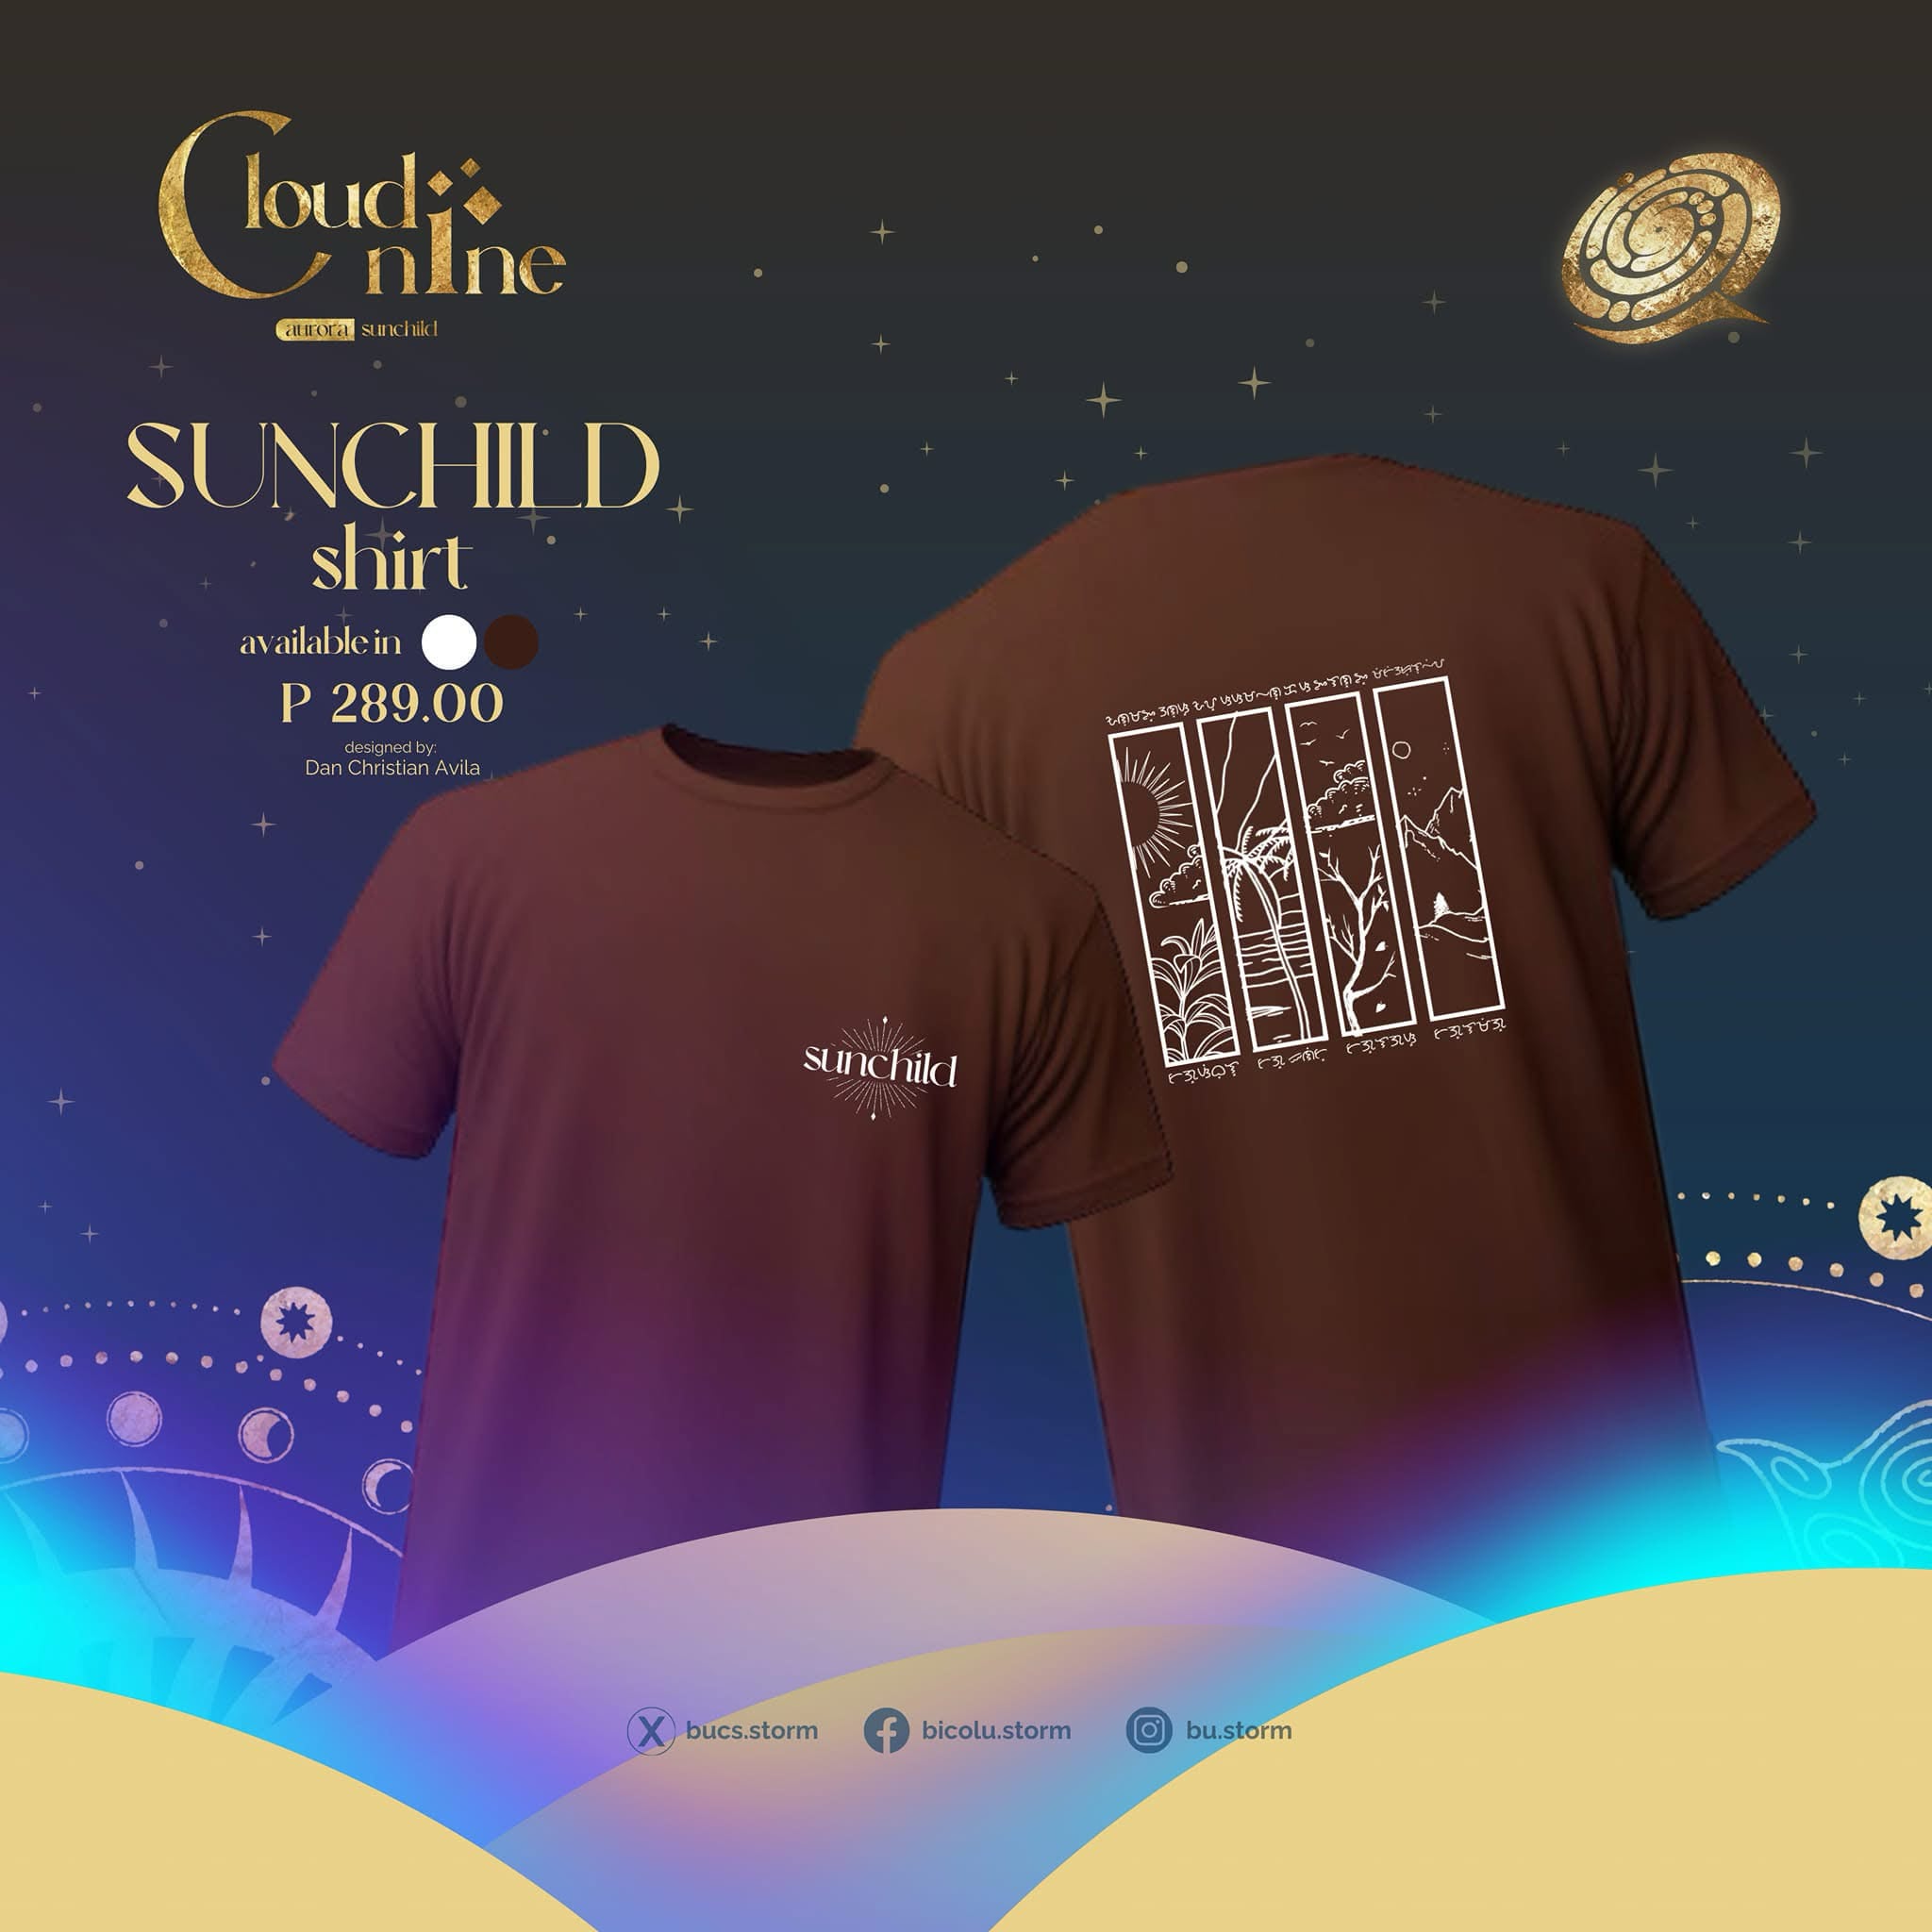 Cloud
nIne
aurora sunchild
SUNCHILD
shirt
available in
P 289.00
designed by:
Dan Christian Avila
sunchild
bucs.storm
bicolu.storm
bu.storm